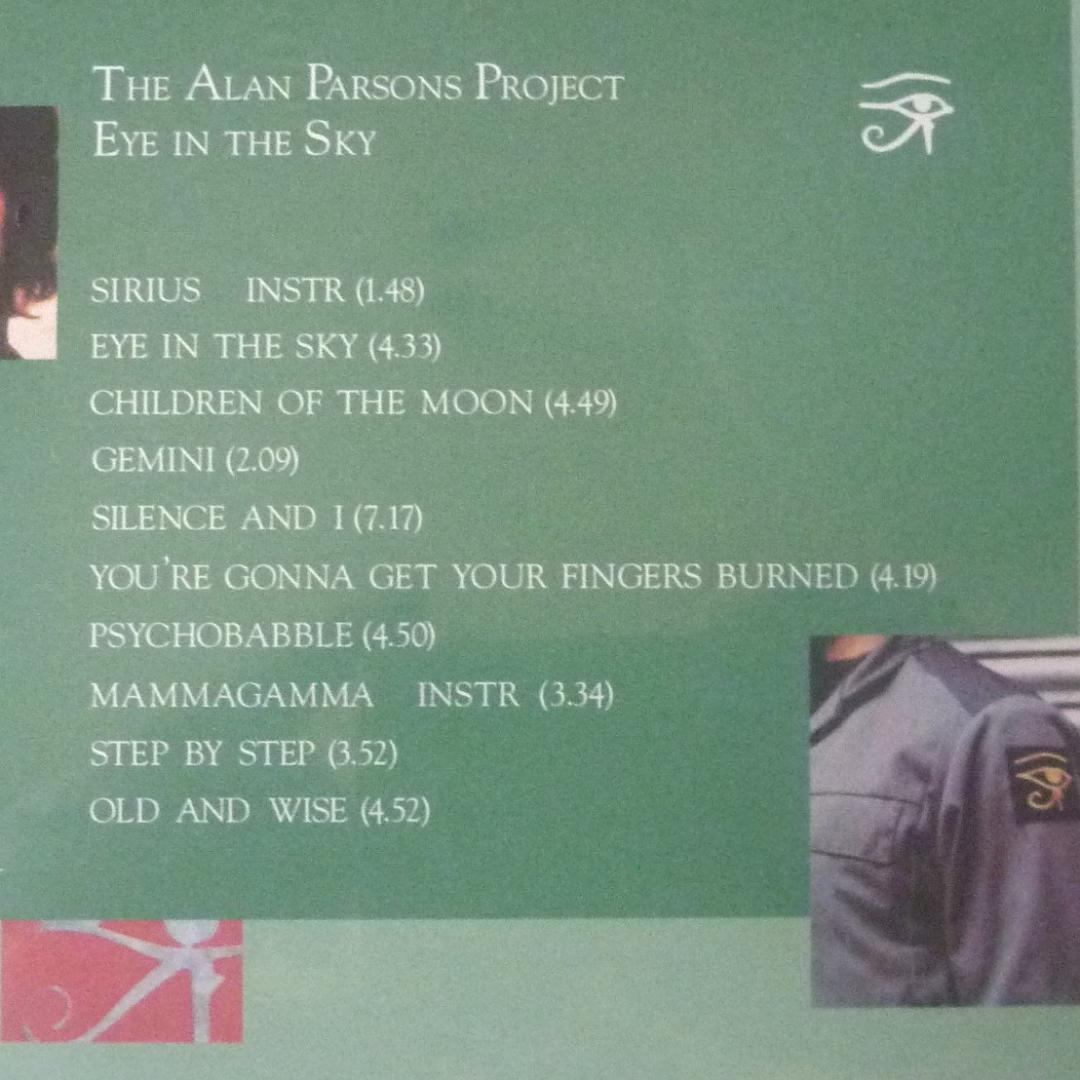 THE ALAN PARSONS PROJECT
EYE IN THE SKY
SIRIUS INSTR (1.48)
EYE IN THE SKY (4.33)
CHILDREN OF THE MOON (4.49)
GEMINI (2.09)
SILENCE AND I (7.17)
YOU'RE GONNA GET YOUR FINGERS BURNED (4.19)
PSYCHOBABBLE (4.50)
MAMMAGAMMA INSTR (3.34)
STEP BY STEP (3.52)
OLD AND WISE (4.52)